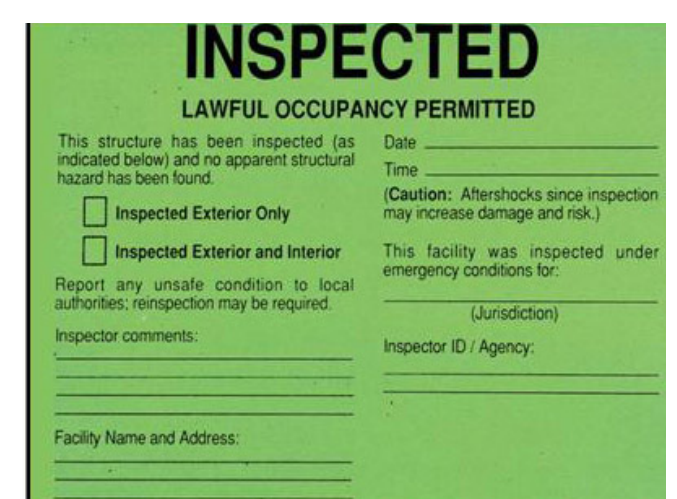 INSPECTED
LAWFUL OCCUPANCY PERMITTED
This structure has been inspected (as
indicated below) and no apparent structural
hazard has been found.
Inspected Exterior Only
Inspected Exterior and Interior
Report any unsafe condition to local
authorities; reinspection may be required.
Inspector comments:
Facility Name and Address:
Date
Time
(Caution: Aftershocks since inspection
may increase damage and risk.)
This facility was inspected under
emergency conditions for:
(Jurisdiction)
Inspector ID / Agency: